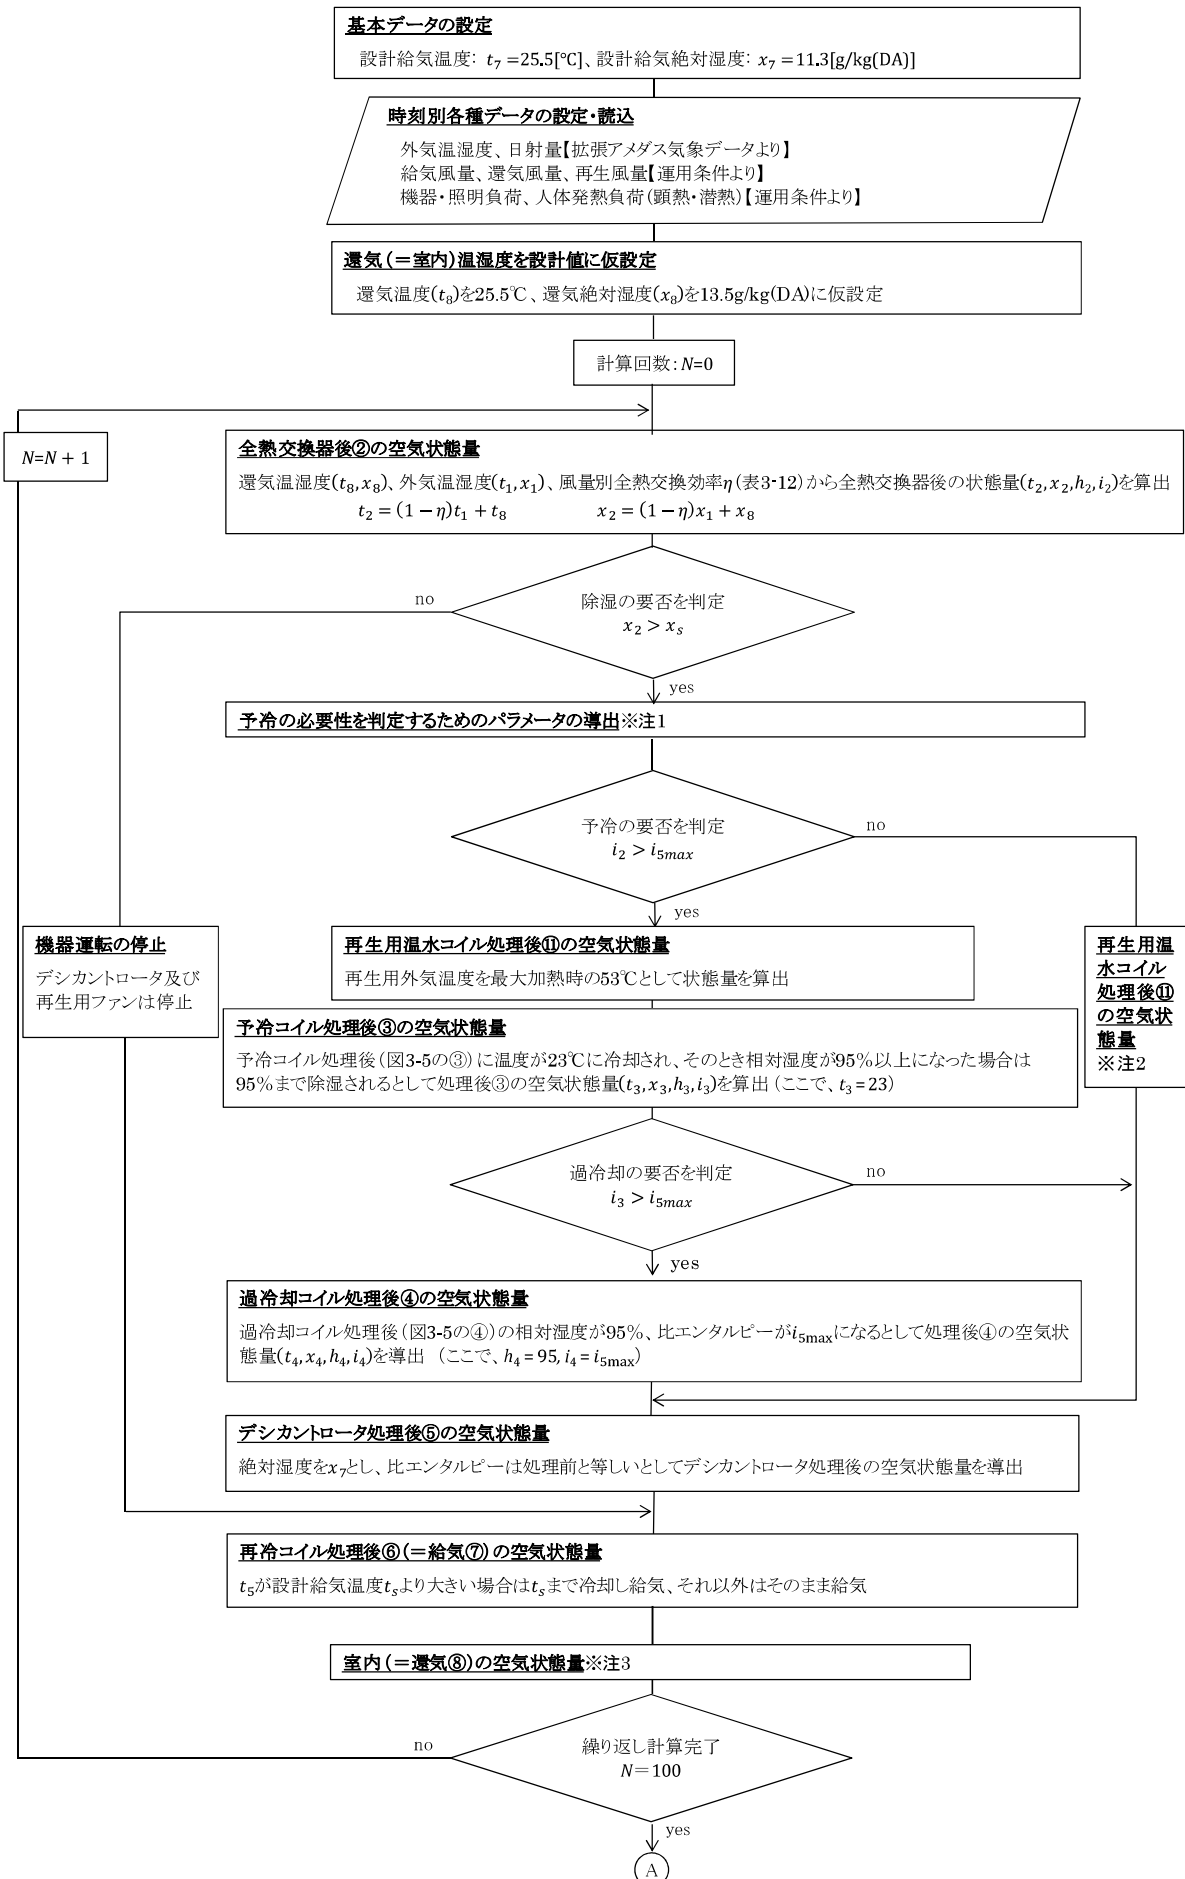 基本データの設定
設計給気温度: t₇=25.5[℃]、設計給気絶対湿度: x₇=11.3[g/kg(DA)]
時刻別各種データの設定・読込
外気温湿度、日射量【拡張アメダス気象データより】
給気風量、還気風量、再生風量【運用条件より】
機器・照明負荷、人体発熱負荷(顕熱・潜熱)【運用条件より】
還気(=室内)温湿度を設計値に仮設定
還気温度(t₈)を25.5℃、還気絶対湿度(x₈)を13.5g/kg(DA)に仮設定
計算回数:N=0
N=N + 1
全熱交換器後②の空気状態量
還気温湿度(t₈,x₈)、外気温湿度(t₁,x₁)、風量別全熱交換効率η(表3-12)から全熱交換器後の状態量(t₂,x₂,h₂,i₂)を算出
t₂ = (1 − η)t₁ + t₈ x₂ = (1 − η)x₁ + x₈
no
除湿の要否を判定
x₂ > xₛ
yes
予冷の必要性を判定するためのパラメータの導出※注1
予冷の要否を判定
i₂ > i₅max
no
yes
機器運転の停止
デシカントロータ及び
再生用ファンは停止
再生用温水コイル処理後⑪の空気状態量
再生用外気温度を最大加熱時の53℃として状態量を算出
再生用温
水コイル
処理後⑪
の空気状
態量
※注2
予冷コイル処理後③の空気状態量
予冷コイル処理後(図3-5の③)に温度が23℃に冷却され、そのとき相対湿度が95%以上になった場合は
95%まで除湿されるとして処理後③の空気状態量(t₃,x₃,h₃,i₃)を算出 (ここで、t₃ = 23)
過冷却の要否を判定
i₃ > i₅max
no
yes
過冷却コイル処理後④の空気状態量
過冷却コイル処理後(図3-5の④)の相対湿度が95%、比エンタルピーがi₅maxになるとして処理後④の空気状
態量(t₄,x₄,h₄,i₄)を導出 (ここで、h₄ = 95, i₄ = i₅max)
デシカントロータ処理後⑤の空気状態量
絶対湿度をx₇とし、比エンタルピーは処理前と等しいとしてデシカントロータ処理後の空気状態量を導出
再冷コイル処理後⑥(=給気⑦)の空気状態量
t₅が設計給気温度tₛより大きい場合はtₛまで冷却し給気、それ以外はそのまま給気
室内(=還気⑧)の空気状態量※注3
no
繰り返し計算完了
N=100
yes
A